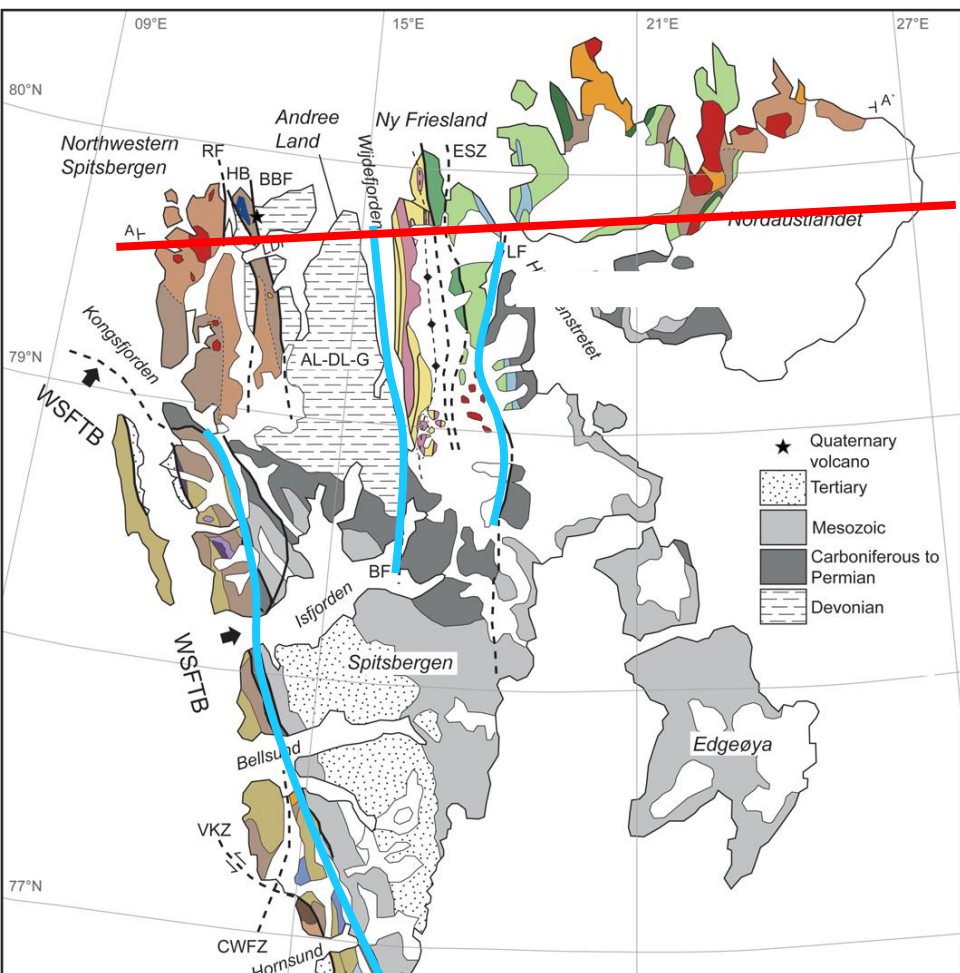 09°E
15°E
21°E
27°E
80°N
79°N
77°N
Northwestern
Spitsbergen
Andree
Land
Ny Friesland
Wijdefjorden
RF
HB
BBF
ESZ
A
A'
LF
H
Nordaustlandet
Kongsfjorden
AL-DL-G
enstretet
WSFTB
BF
Isfjorden
WSFTB
Spitsbergen
Bellsund
Edgeøya
VKZ
CWFZ
Hornsund
Quaternary
volcano
Tertiary
Mesozoic
Carboniferous to
Permian
Devonian